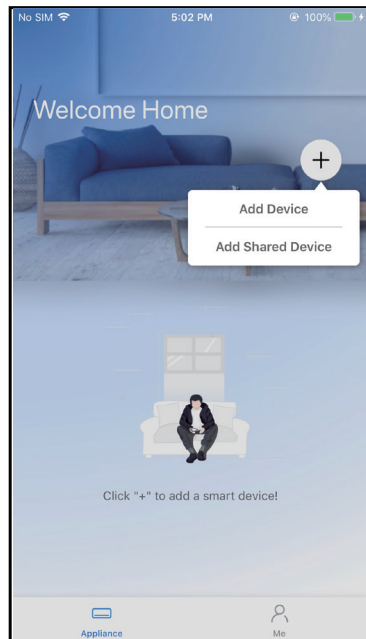 No SIM 5:02 PM 100%
Welcome Home
+
Add Device
Add Shared Device
Click "+" to add a smart device!
Appliance Me